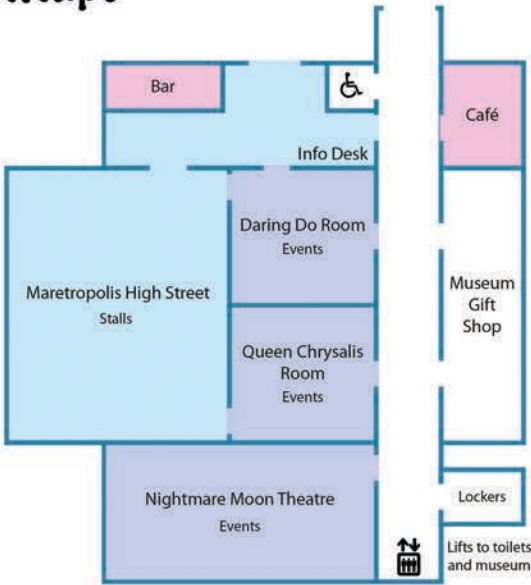 Bar
Café
Info Desk
Daring Do Room
Events
Maretropolis High Street
Stalls
Museum
Gift
Shop
Queen Chrysalis
Room
Events
Nightmare Moon Theatre
Events
Lockers
Lifts to toilets
and museum